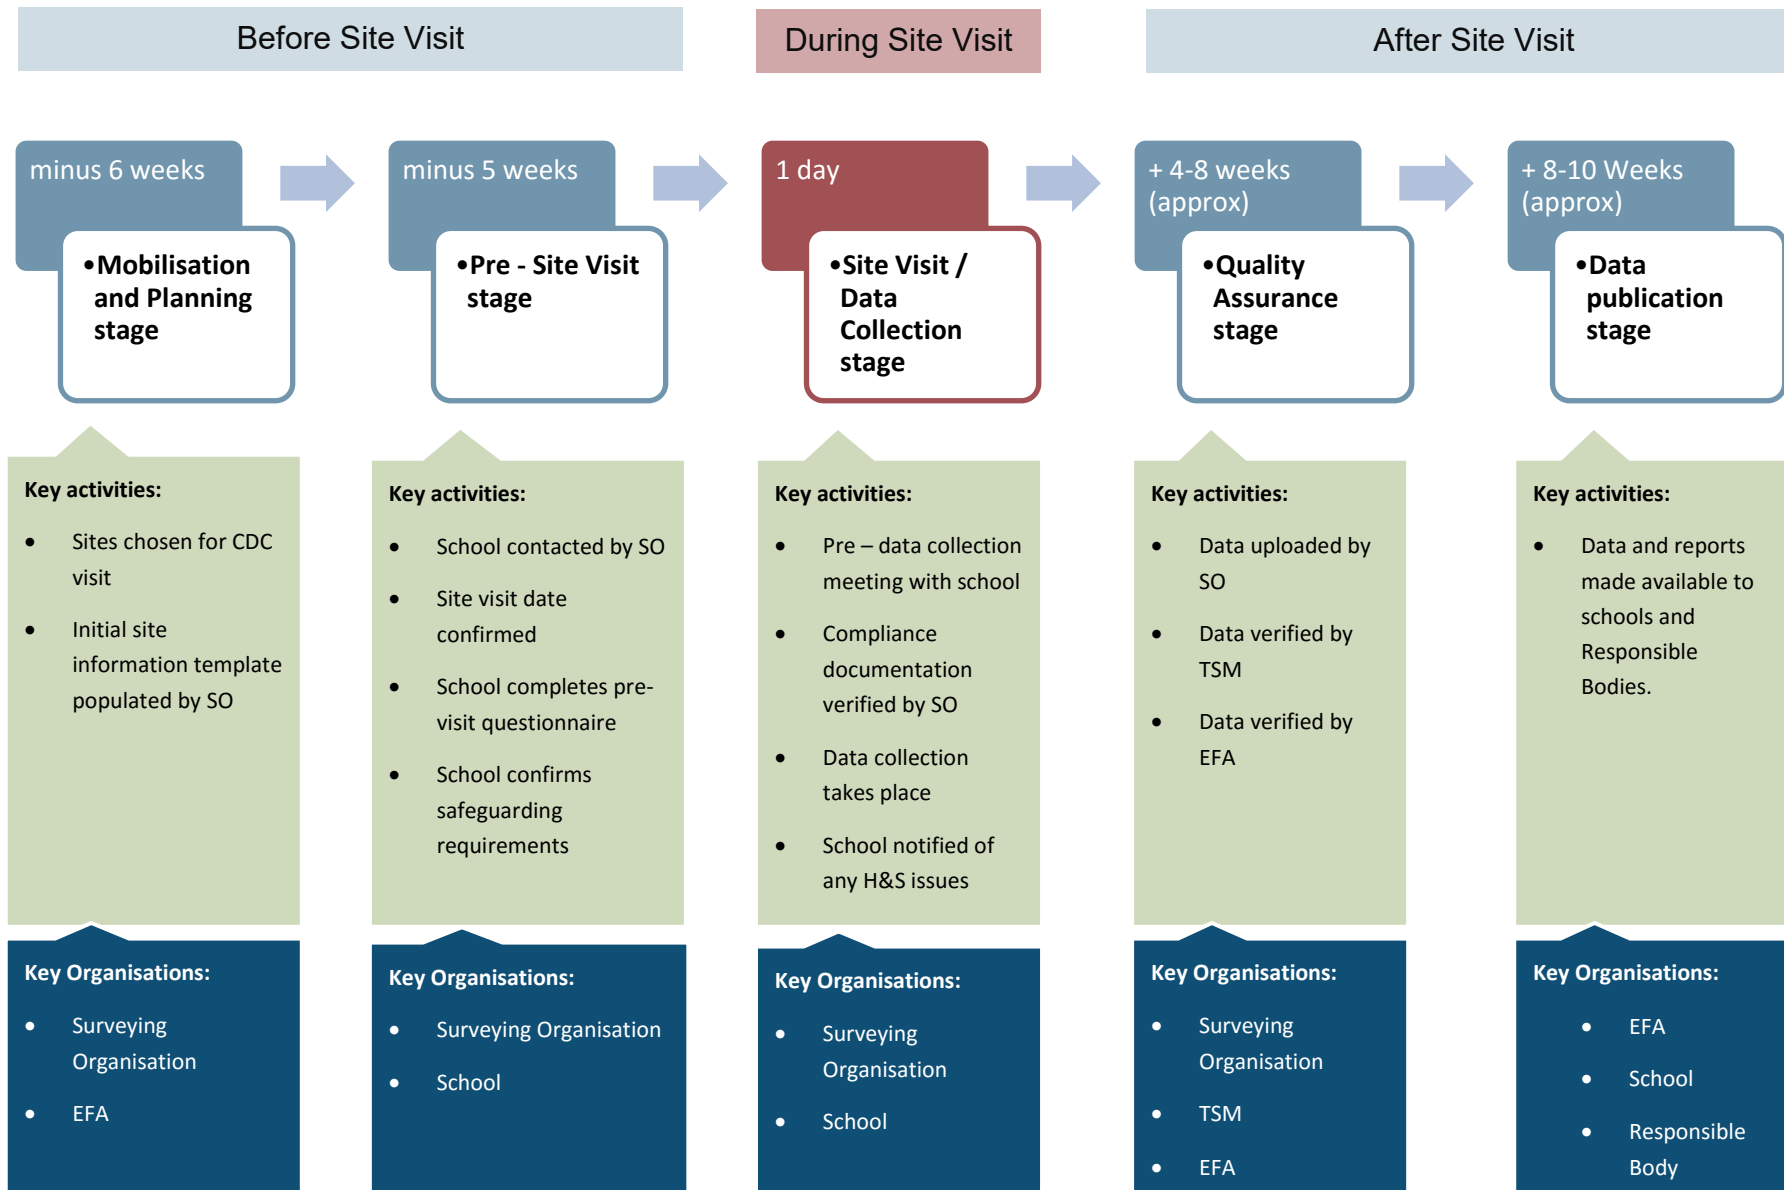 Before Site Visit
During Site Visit
After Site Visit
minus 6 weeks
•Mobilisation
and Planning
stage
minus 5 weeks
•Pre - Site Visit
stage
1 day
•Site Visit /
Data
Collection
stage
+ 4-8 weeks
(approx)
•Quality
Assurance
stage
+ 8-10 Weeks
(approx)
•Data
publication
stage
Key activities:
• Sites chosen for CDC
visit
• Initial site
information template
populated by SO
Key activities:
• School contacted by SO
• Site visit date
confirmed
• School completes pre-
visit questionnaire
• School confirms
safeguarding
requirements
Key activities:
• Pre – data collection
meeting with school
• Compliance
documentation
verified by SO
• Data collection
takes place
• School notified of
any H&S issues
Key activities:
• Data uploaded by
SO
• Data verified by
TSM
• Data verified by
EFA
Key activities:
• Data and reports
made available to
schools and
Responsible
Bodies.
Key Organisations:
• Surveying
Organisation
• EFA
Key Organisations:
• Surveying Organisation
• School
Key Organisations:
• Surveying
Organisation
• School
Key Organisations:
• Surveying
Organisation
• TSM
• EFA
Key Organisations:
• EFA
• School
• Responsible
Body